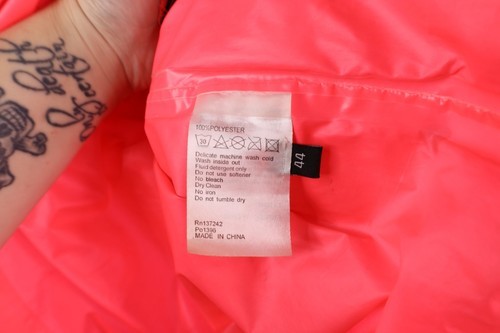 100%POLYESTER
30
Delicate machine wash cold
Wash inside out
Fluid detergent only
Do not use softener
No bleach
Dry Clean
No iron
Do not tumble dry
Rn137242
Po1396
MADE IN CHINA
44